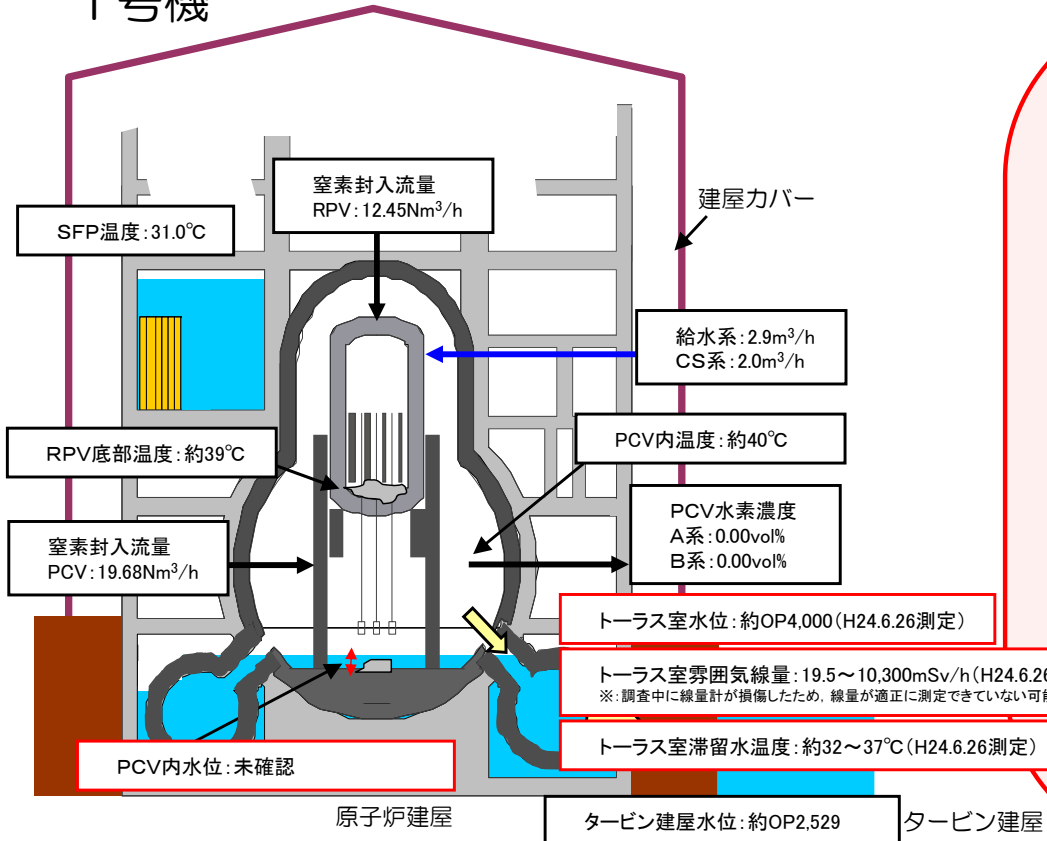 1号機
窒素封入流量
RPV:12.45Nm³/h
SFP温度:31.0℃
建屋カバー
給水系:2.9m³/h
CS系:2.0m³/h
PCV内温度:約40℃
RPV底部温度:約39℃
PCV水素濃度
A系:0.00vol%
B系:0.00vol%
窒素封入流量
PCV:19.68Nm³/h
トーラス室水位:約OP4,000(H24.6.26測定)
トーラス室雰囲気線量:19.5～10,300mSv/h(H24.6.26
※:調査中に線量計が損傷したため，線量が適正に測定できていない可能
トーラス室滞留水温度:約32～37℃(H24.6.26測定)
PCV内水位:未確認
原子炉建屋
タービン建屋水位:約OP2,529
タービン建屋